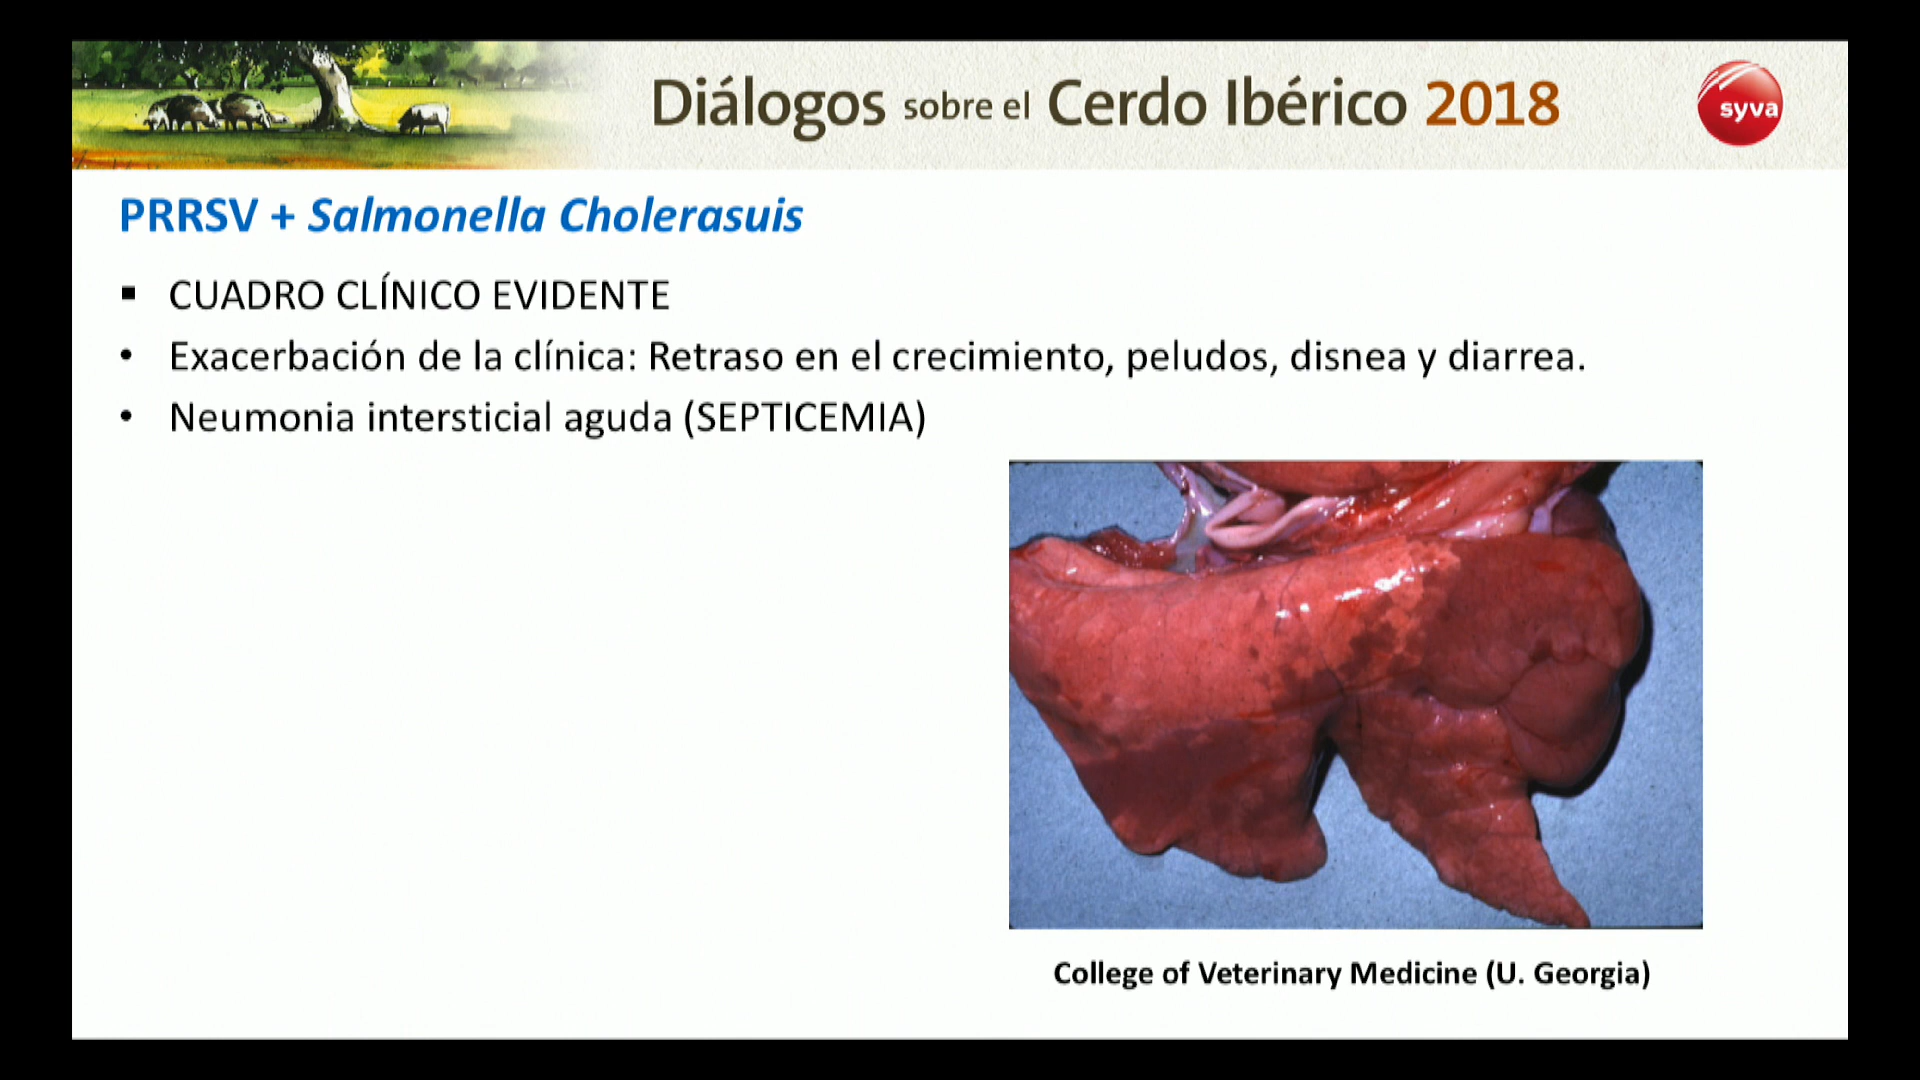 Diálogos sobre el Cerdo Ibérico 2018
syva
PRRSV + Salmonella Cholerasuis
▪ CUADRO CLÍNICO EVIDENTE
• Exacerbación de la clínica: Retraso en el crecimiento, peludos, disnea y diarrea.
• Neumonia intersticial aguda (SEPTICEMIA)
College of Veterinary Medicine (U. Georgia)